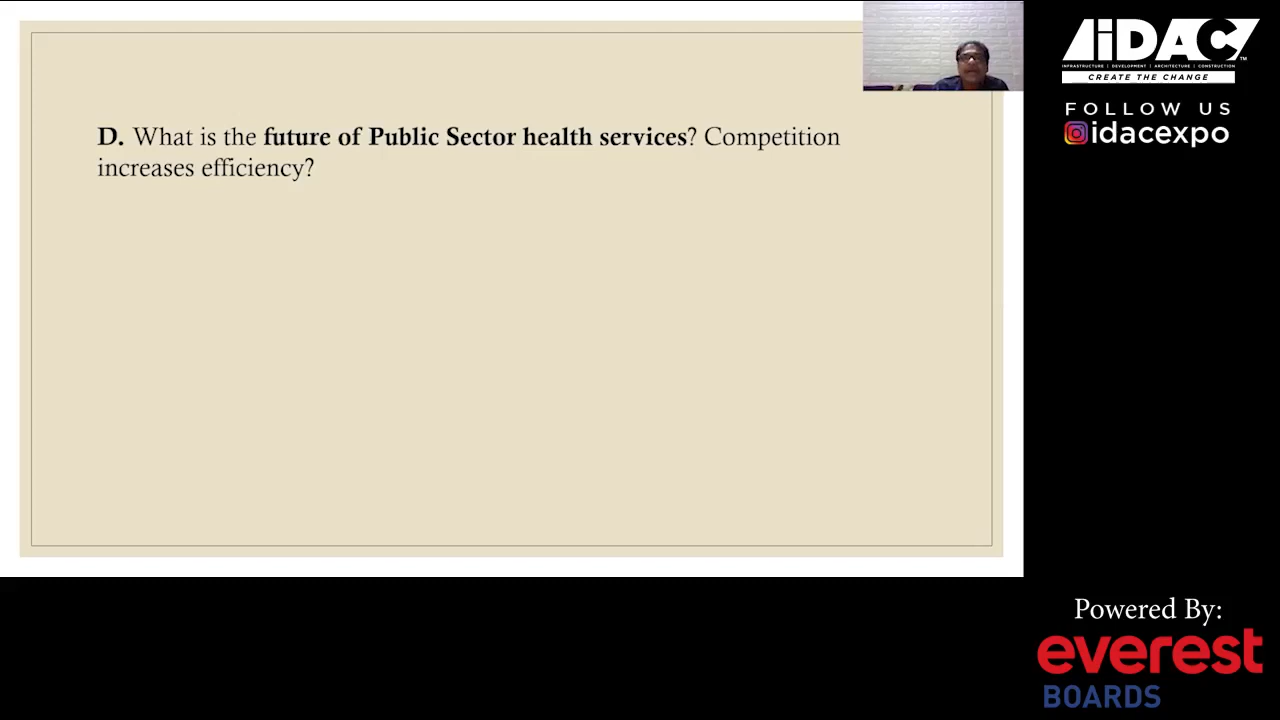 D. What is the future of Public Sector health services? Competition
increases efficiency?
iDAC
INFRASTRUCTURE | DEVELOPMENT | ARCHITECTURE | CONSTRUCTION
CREATE THE CHANGE
FOLLOW US
idacexpo
Powered By:
everest
BOARDS